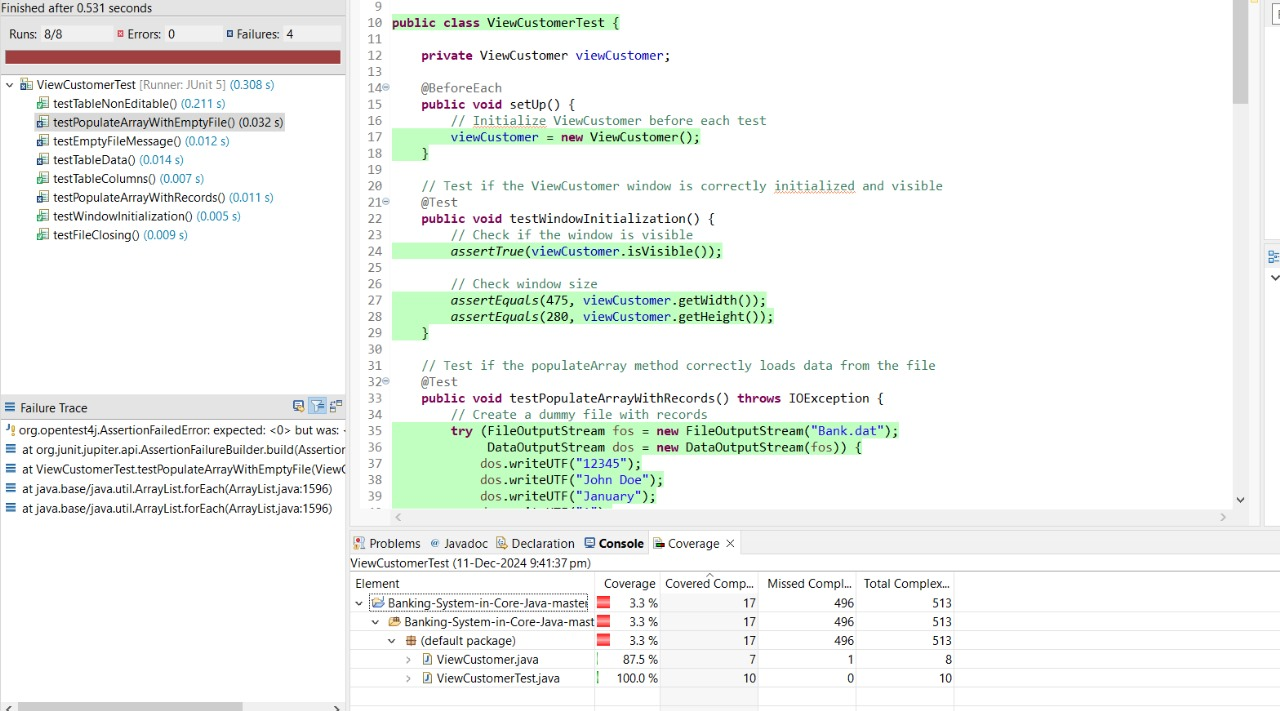 Finished after 0.531 seconds
Runs: 8/8 Errors: 0 Failures: 4
ViewCustomerTest [Runner: JUnit 5] (0.308 s)
testTableNonEditable() (0.211 s)
testPopulateArrayWithEmptyFile() (0.032 s)
testEmptyFileMessage() (0.012 s)
testTableData() (0.014 s)
testTableColumns() (0.007 s)
testPopulateArrayWithRecords() (0.011 s)
testWindowInitialization() (0.005 s)
testFileClosing() (0.009 s)
Failure Trace
org.opentest4j.AssertionFailedError: expected: <0> but was: <
at org.junit.jupiter.api.AssertionFailureBuilder.build(Assertion
at ViewCustomerTest.testPopulateArrayWithEmptyFile(ViewC
at java.base/java.util.ArrayList.forEach(ArrayList.java:1596)
at java.base/java.util.ArrayList.forEach(ArrayList.java:1596)
9
10 public class ViewCustomerTest {
11
12 private ViewCustomer viewCustomer;
13
14 @BeforeEach
15 public void setUp() {
16 // Initialize ViewCustomer before each test
17 viewCustomer = new ViewCustomer();
18 }
19
20 // Test if the ViewCustomer window is correctly initialized and visible
21 @Test
22 public void testWindowInitialization() {
23 // Check if the window is visible
24 assertTrue(viewCustomer.isVisible());
25
26 // Check window size
27 assertEquals(475, viewCustomer.getWidth());
28 assertEquals(280, viewCustomer.getHeight());
29 }
30
31 // Test if the populateArray method correctly loads data from the file
32 @Test
33 public void testPopulateArrayWithRecords() throws IOException {
34 // Create a dummy file with records
35 try (FileOutputStream fos = new FileOutputStream("Bank.dat");
36 DataOutputStream dos = new DataOutputStream(fos)) {
37 dos.writeUTF("12345");
38 dos.writeUTF("John Doe");
39 dos.writeUTF("January");
Problems Javadoc Declaration Console Coverage
ViewCustomerTest (11-Dec-2024 9:41:37 pm)
Element Coverage Covered Comp... Missed Compl... Total Complex...
Banking-System-in-Core-Java-master 3.3 % 17 496 513
Banking-System-in-Core-Java-mast 3.3 % 17 496 513
(default package) 3.3 % 17 496 513
ViewCustomer.java 87.5 % 7 1 8
ViewCustomerTest.java 100.0 % 10 0 10